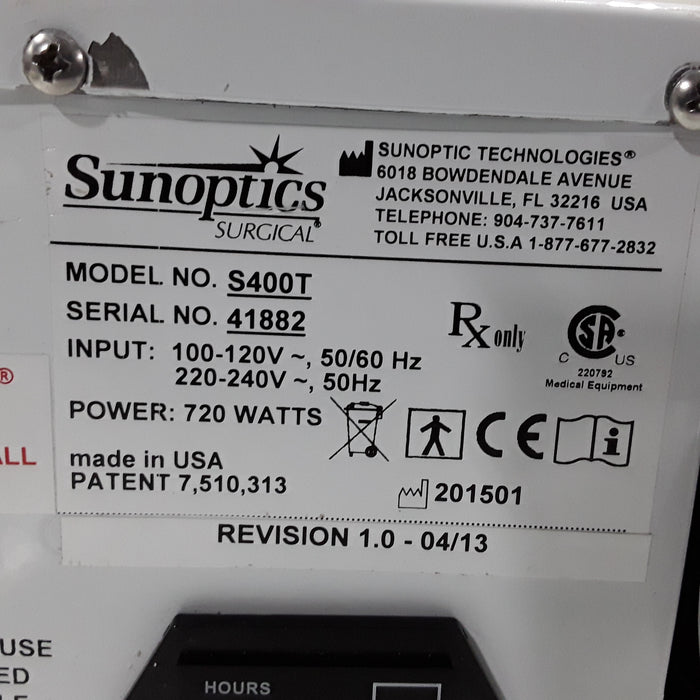 Sunoptics
SURGICAL®
SUNOPTIC TECHNOLOGIES®
6018 BOWDENDALE AVENUE
JACKSONVILLE, FL 32216 USA
TELEPHONE: 904-737-7611
TOLL FREE U.S.A 1-877-677-2832
MODEL NO. S400T
SERIAL NO. 41882
INPUT: 100-120V ~, 50/60 Hz
220-240V ~, 50Hz
POWER: 720 WATTS
made in USA
PATENT 7,510,313
Rx only
CSA®
C US
220792
Medical Equipment
CE
i
201501
REVISION 1.0 - 04/13
®
ALL
USE
ED
HOURS